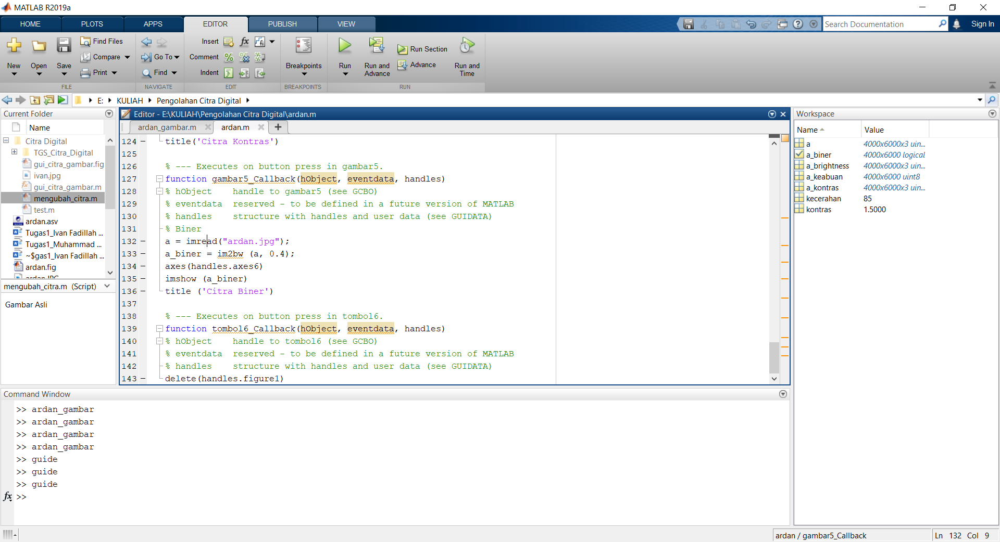 MATLAB R2019a
HOME PLOTS APPS EDITOR PUBLISH VIEW
Search Documentation
Sign In
New Open Save
Find Files
Compare
Print
FILE
Go To
Find
NAVIGATE
Insert fx
Comment
Indent
EDIT
Breakpoints
BREAKPOINTS
Run
Run and Advance
Run Section
Advance
Run and Time
RUN
E: KULIAH Pengolahan Citra Digital
Current Folder
Name
Citra Digital
TGS_Citra_Digital
gui_citra_gambar.fig
ivan.jpg
gui_citra_gambar.m
mengubah_citra.m
test.m
ardan.asv
Tugas1_Ivan Fadillah ...
Tugas1_Muhammad ...
~$gas1_Ivan Fadillah ...
ardan.fig
ardan.JPG
mengubah_citra.m (Script)
Gambar Asli
Editor - E:\KULIAH\Pengolahan Citra Digital\ardan.m
ardan_gambar.m ardan.m
124 title('Citra Kontras')
125
126 % --- Executes on button press in gambar5.
127 function gambar5_Callback(hObject, eventdata, handles)
128 % hObject    handle to gambar5 (see GCBO)
129 % eventdata  reserved - to be defined in a future version of MATLAB
130 % handles    structure with handles and user data (see GUIDATA)
131 % Biner
132 a = imread("ardan.jpg");
133 a_biner = im2bw (a, 0.4);
134 axes(handles.axes6)
135 imshow (a_biner)
136 title ('Citra Biner')
137
138 % --- Executes on button press in tombol6.
139 function tombol6_Callback(hObject, eventdata, handles)
140 % hObject    handle to tombol6 (see GCBO)
141 % eventdata  reserved - to be defined in a future version of MATLAB
142 % handles    structure with handles and user data (see GUIDATA)
143 delete(handles.figure1)
Workspace
Name Value
a 4000x6000x3 uin...
a_biner 4000x6000 logical
a_brightness 4000x6000x3 uin...
a_keabuan 4000x6000 uint8
a_kontras 4000x6000x3 uin...
kecerahan 85
kontras 1.5000
Command Window
>> ardan_gambar
>> ardan_gambar
>> ardan_gambar
>> ardan_gambar
>> guide
>> guide
>> guide
fx >>
ardan / gambar5_Callback
Ln 132 Col 9